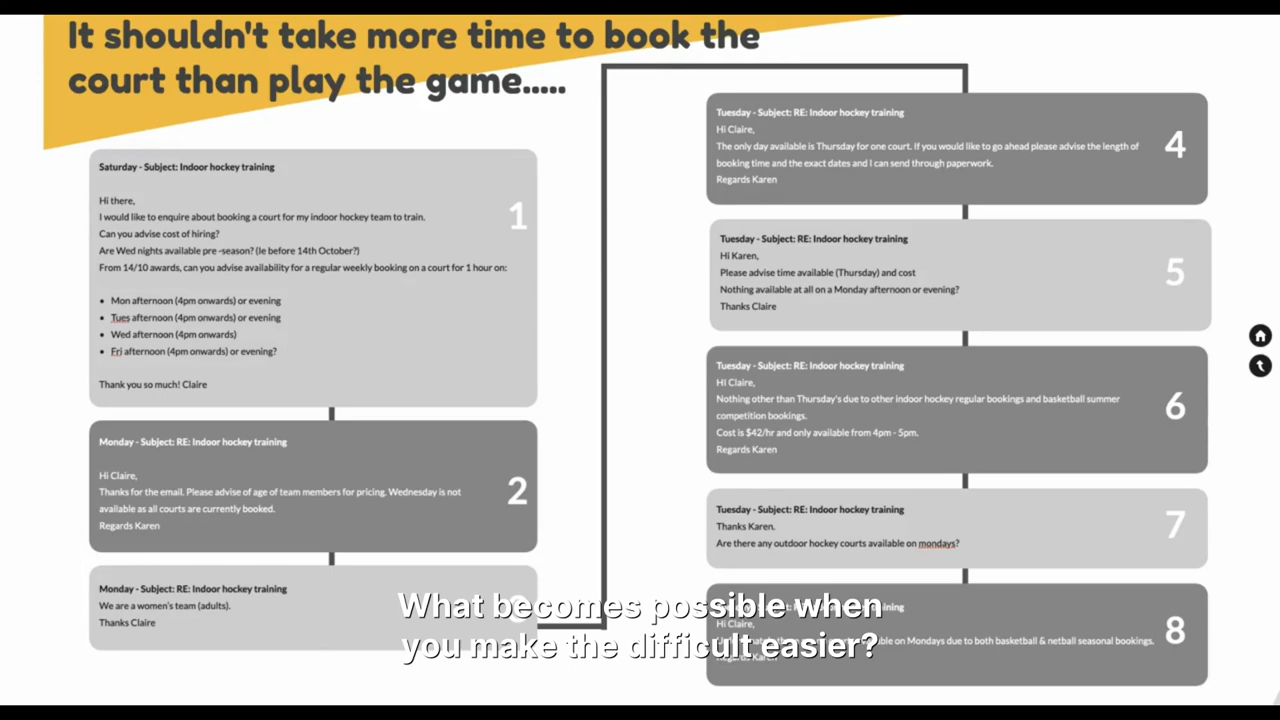 It shouldn't take more time to book the
court than play the game.....
Saturday - Subject: Indoor hockey training
Hi there,
I would like to enquire about booking a court for my indoor hockey team to train.
Can you advise cost of hiring?
Are Wed nights available pre -season? (Ie before 14th October?)
From 14/10 awards, can you advise availability for a regular weekly booking on a court for 1 hour on:
• Mon afternoon (4pm onwards) or evening
• Tues afternoon (4pm onwards) or evening
• Wed afternoon (4pm onwards)
• Fri afternoon (4pm onwards) or evening?
Thank you so much! Claire
1
Monday - Subject: RE: Indoor hockey training
Hi Claire,
Thanks for the email. Please advise of age of team members for pricing. Wednesday is not
available as all courts are currently booked.
Regards Karen
2
Monday - Subject: RE: Indoor hockey training
We are a women's team (adults).
Thanks Claire
Tuesday - Subject: RE: Indoor hockey training
Hi Claire,
The only day available is Thursday for one court. If you would like to go ahead please advise the length of
booking time and the exact dates and I can send through paperwork.
Regards Karen
4
Tuesday - Subject: RE: Indoor hockey training
Hi Karen,
Please advise time available (Thursday) and cost
Nothing available at all on a Monday afternoon or evening?
Thanks Claire
5
Tuesday - Subject: RE: Indoor hockey training
Hi Claire,
Nothing other than Thursday's due to other indoor hockey regular bookings and basketball summer
competition bookings.
Cost is $42/hr and only available from 4pm - 5pm.
Regards Karen
6
Tuesday - Subject: RE: Indoor hockey training
Thanks Karen.
Are there any outdoor hockey courts available on mondays?
7
hockey training
Hi Claire,
on Mondays due to both basketball & netball seasonal bookings.
Regards Karen
8
What becomes possible when
you make the difficult easier?